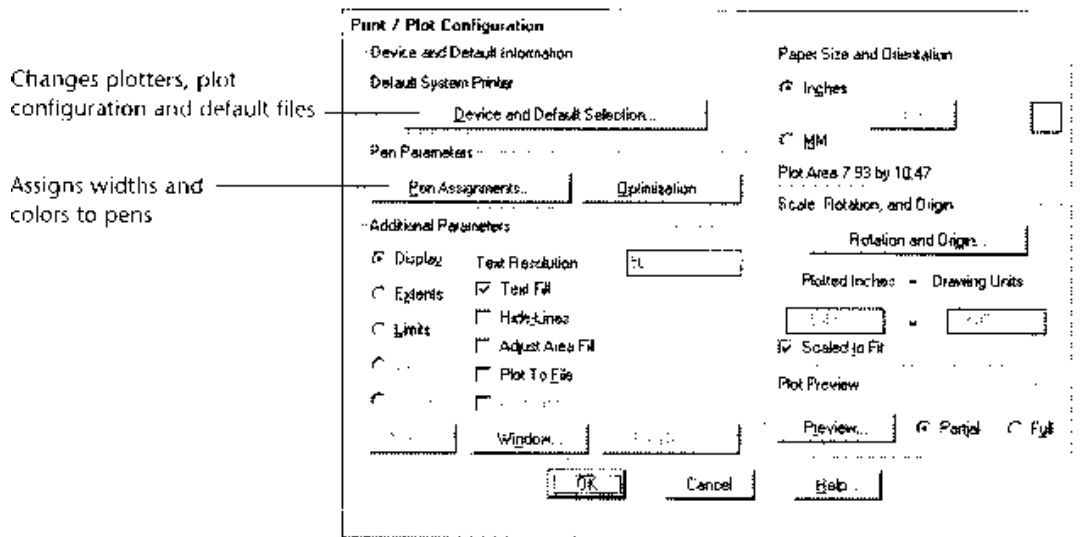 Print / Plot Configuration
Device and Default Information
Default System Printer
Device and Default Selection...
Changes plotters, plot
configuration and default files
Pen Parameters
Pen Assignments...
Optimization
Assigns widths and
colors to pens
Additional Parameters
Display
Extents
Limits
Text Resolution
Text Fill
Hide Lines
Adjust Area Fill
Plot To File
Window...
Paper Size and Orientation
Inches
MM
Plot Area 7.93 by 10.47
Scale, Rotation, and Origin
Rotation and Origin...
Plotted Inches = Drawing Units
=
Scaled to Fit
Plot Preview
Preview...
Partial
Full
OK
Cancel
Help...